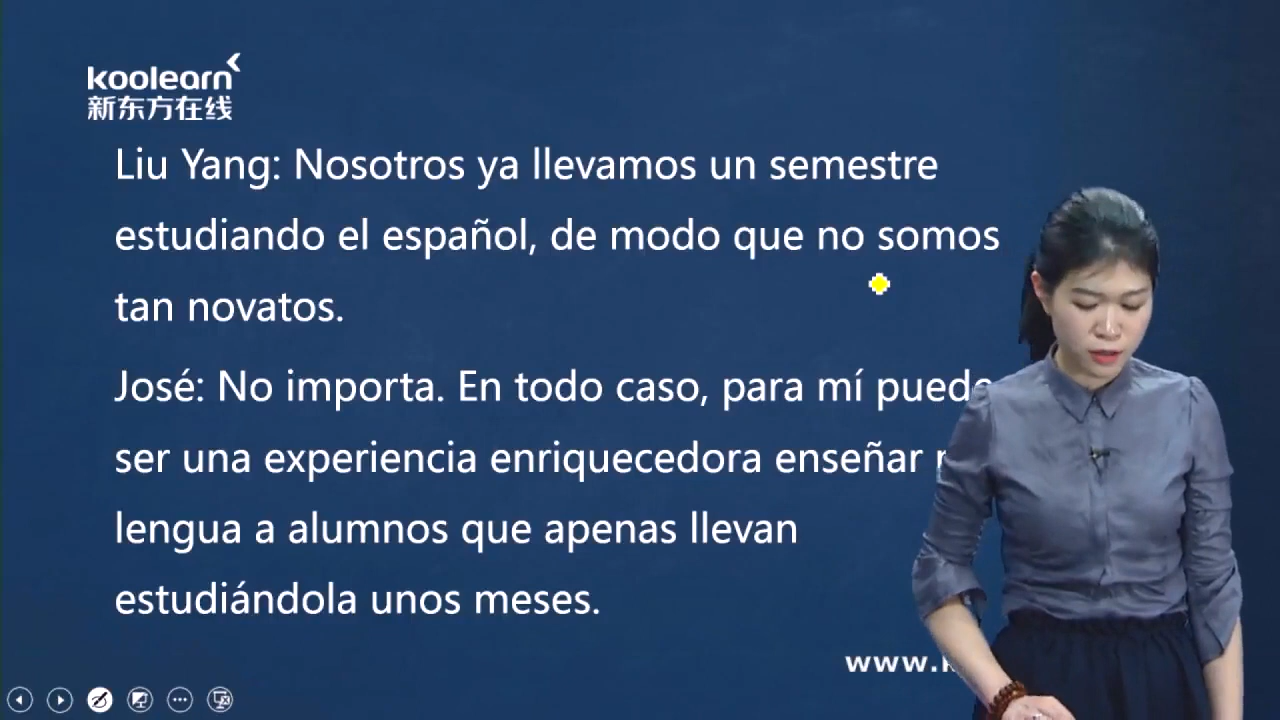 koolearn
新东方在线
Liu Yang: Nosotros ya llevamos un semestre
estudiando el español, de modo que no somos
tan novatos.
José: No importa. En todo caso, para mí puede
ser una experiencia enriquecedora enseñar
lengua a alumnos que apenas llevan
estudiándola unos meses.
www.